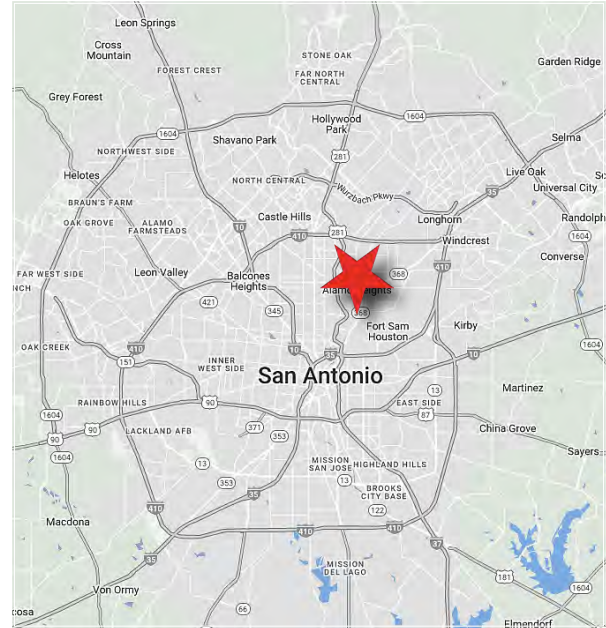 Leon Springs
Cross
Mountain
STONE OAK
FOREST CREST
FAR NORTH
CENTRAL
Garden Ridge
Grey Forest
1604
Hollywood
Park
1604
Shavano Park
Selma
NORTHWEST SIDE
281
Helotes
NORTH CENTRAL
Wurzbach Pkwy
35
Live Oak
Universal City
BRAUN'S FARM
OAK GROVE
ALAMO
FARMSTEADS
Castle Hills
10
410
281
Longhorn
Randolph
Windcrest
Converse
FAR WEST SIDE
NCH
Leon Valley
Balcones
Heights
368
410
Alamo Heights
421
345
368
Fort Sam
Houston
Kirby
1604
OAK CREEK
410
151
10
35
10
INNER
WEST SIDE
San Antonio
13
Martinez
RAINBOW HILLS
90
EAST SIDE
87
1604
90
90
LACKLAND AFB
371
353
China Grove
1604
13
MISSION
SAN JOSE
HIGHLAND HILLS
Sayers
353
13
35
BROOKS
CITY BASE
122
410
Macdona
410
410
37
35
MISSION
DEL LAGO
181
Von Ormy
1604
cosa
66
Elmendorf